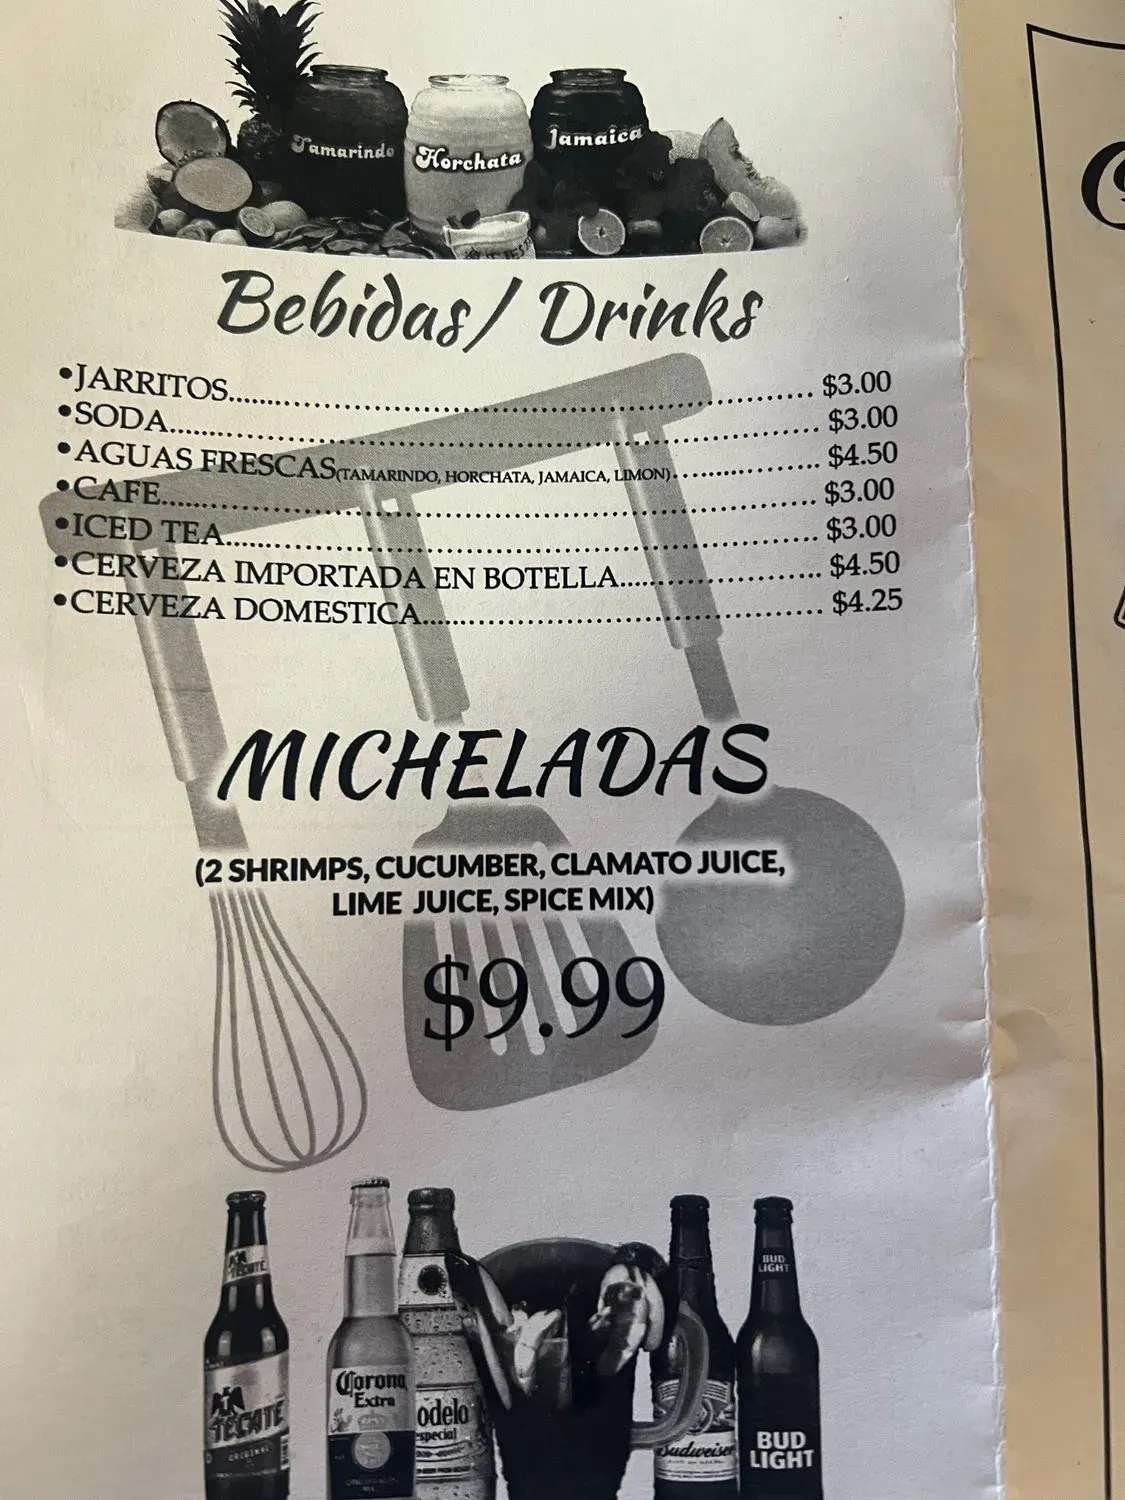 Tamarindo
Horchata
Jamaica
Bebidas/ Drinks
•JARRITOS.................................................................. $3.00
•SODA.................................................................. $3.00
•AGUAS FRESCAS(TAMARINDO, HORCHATA, JAMAICA, LIMON).................. $4.50
•CAFE.................................................................. $3.00
•ICED TEA.................................................................. $3.00
•CERVEZA IMPORTADA EN BOTELLA........................ $4.50
•CERVEZA DOMESTICA.................................................. $4.25
MICHELADAS
(2 SHRIMPS, CUCUMBER, CLAMATO JUICE,
LIME JUICE, SPICE MIX)
$9.99
TECATE
TECATE
ORIGINAL
Corona
Extra
odelo
especial
Budweiser
BUD
LIGHT
BUD
LIGHT